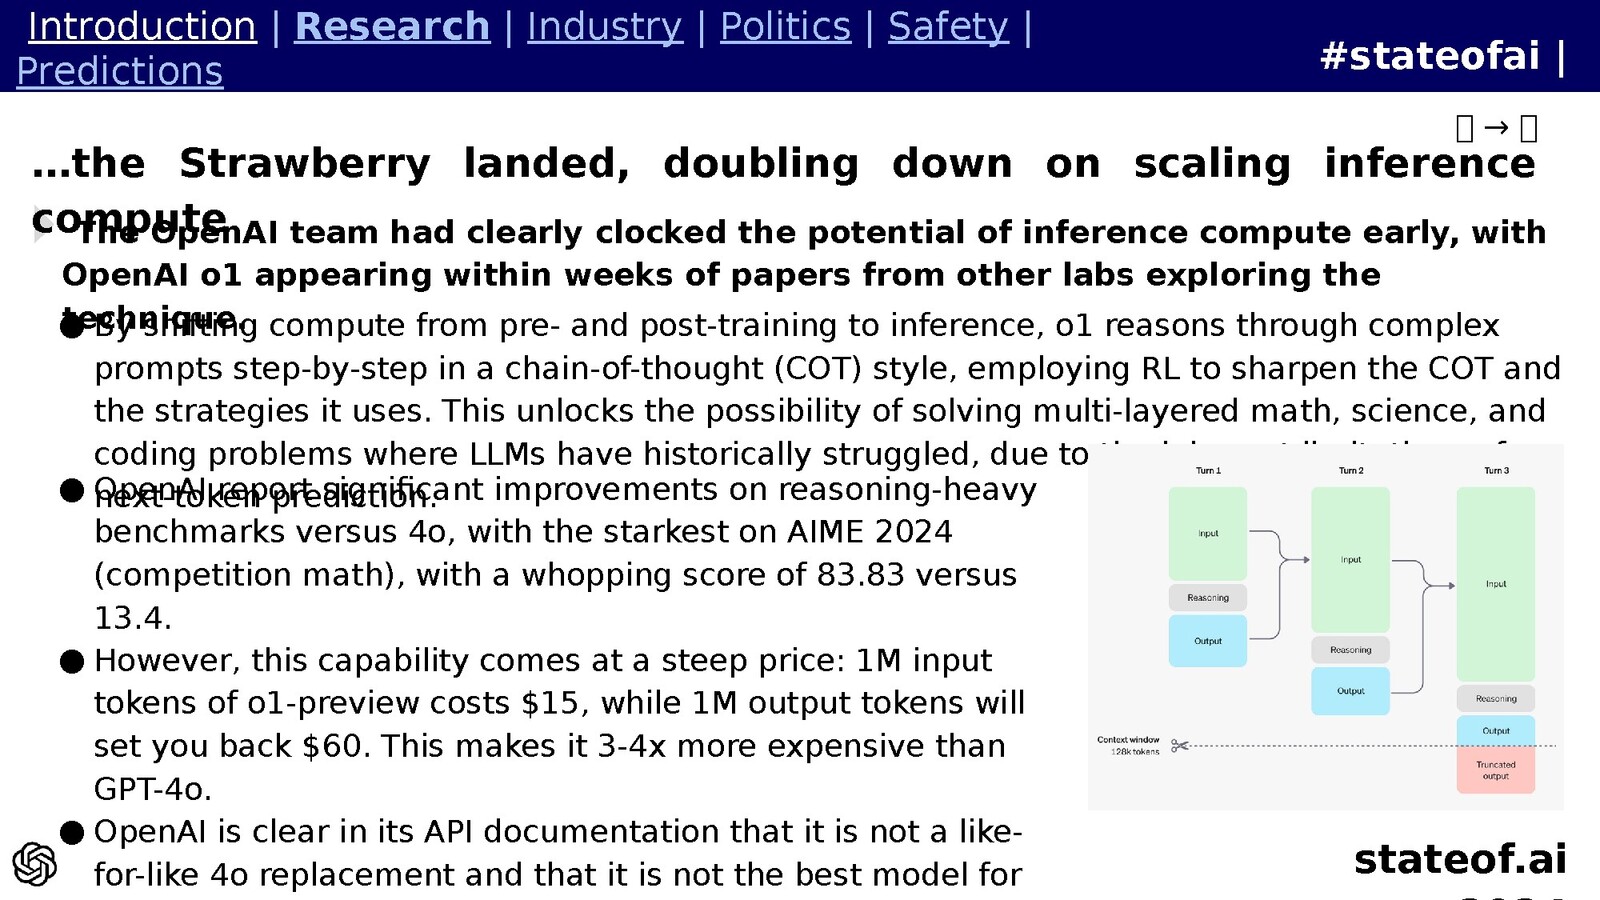 Introduction | Research | Industry | Politics | Safety |
Predictions
#stateofai |
→
…the Strawberry landed, doubling down on scaling inference
compute
The OpenAI team had clearly clocked the potential of inference compute early, with
OpenAI o1 appearing within weeks of papers from other labs exploring the
technique.
● By shifting compute from pre- and post-training to inference, o1 reasons through complex
prompts step-by-step in a chain-of-thought (COT) style, employing RL to sharpen the COT and
the strategies it uses. This unlocks the possibility of solving multi-layered math, science, and
coding problems where LLMs have historically struggled, due to
next-token prediction.
● OpenAI report significant improvements on reasoning-heavy
benchmarks versus 4o, with the starkest on AIME 2024
(competition math), with a whopping score of 83.83 versus
13.4.
● However, this capability comes at a steep price: 1M input
tokens of o1-preview costs $15, while 1M output tokens will
set you back $60. This makes it 3-4x more expensive than
GPT-4o.
● OpenAI is clear in its API documentation that it is not a like-
for-like 4o replacement and that it is not the best model for
Turn 1
Turn 2
Turn 3
Input
Reasoning
Output
Input
Reasoning
Output
Input
Reasoning
Output
Truncated
output
Context window
128k tokens
stateof.ai